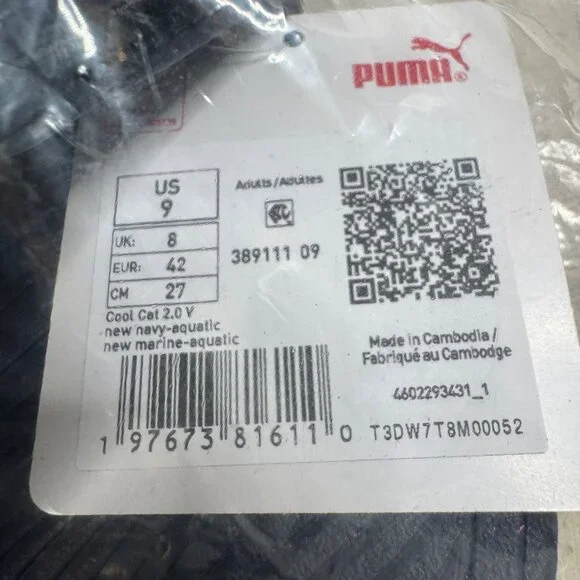 PUMA®
US
9
UK: 8
EUR: 42
CM 27
Adults/Adultes
389111 09
Cool Cat 2.0 V
new navy-aquatic
new marine-aquatic
Made in Cambodia /
Fabriqué au Cambodge
4602293431_1
1 97673 81611 0
T3DW7T8M00052